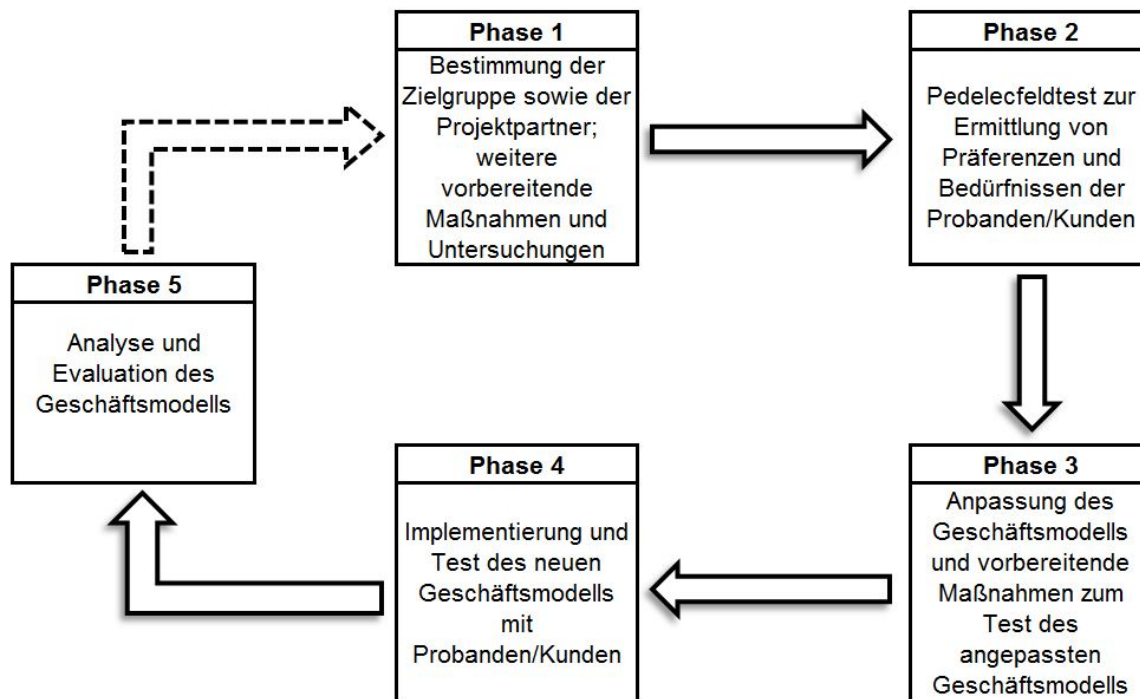 Phase 1
Bestimmung der
Zielgruppe sowie der
Projektpartner;
weitere
vorbereitende
Maßnahmen und
Untersuchungen
Phase 2
Pedelecfeldtest zur
Ermittlung von
Präferenzen und
Bedürfnissen der
Probanden/Kunden
Phase 3
Anpassung des
Geschäftsmodells
und vorbereitende
Maßnahmen zum
Test des
angepassten
Geschäftsmodells
Phase 4
Implementierung und
Test des neuen
Geschäftsmodells
mit
Probanden/Kunden
Phase 5
Analyse und
Evaluation des
Geschäftsmodells